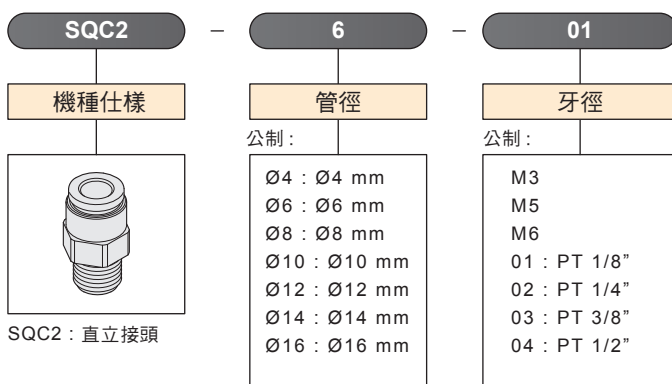 SQC2 – 6 – 01
機種仕樣
管徑
牙徑
公制 :
公制 :
SQC2 : 直立接頭
Ø4 : Ø4 mm
Ø6 : Ø6 mm
Ø8 : Ø8 mm
Ø10 : Ø10 mm
Ø12 : Ø12 mm
Ø14 : Ø14 mm
Ø16 : Ø16 mm
M3
M5
M6
01 : PT 1/8”
02 : PT 1/4”
03 : PT 3/8”
04 : PT 1/2”